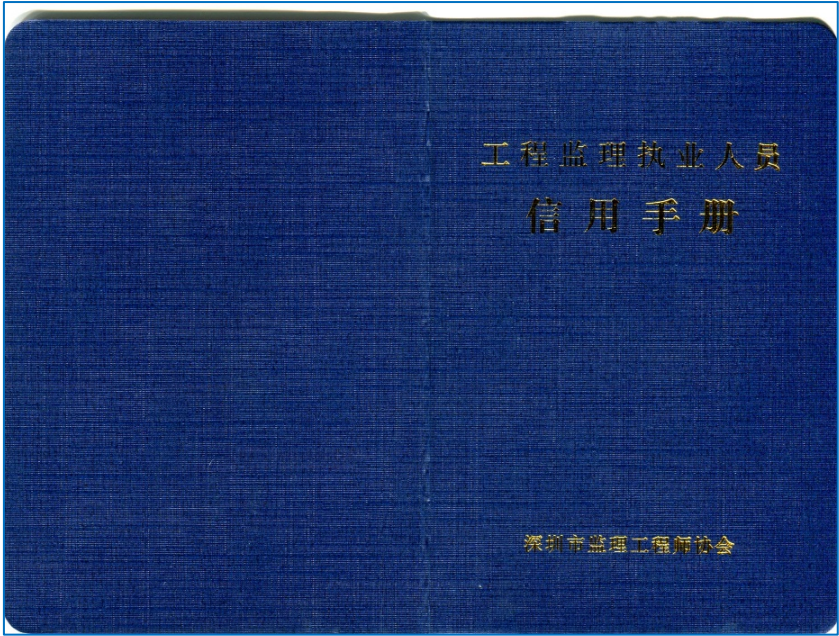 工程监理执业人员
信用手册
深圳市监理工程师协会